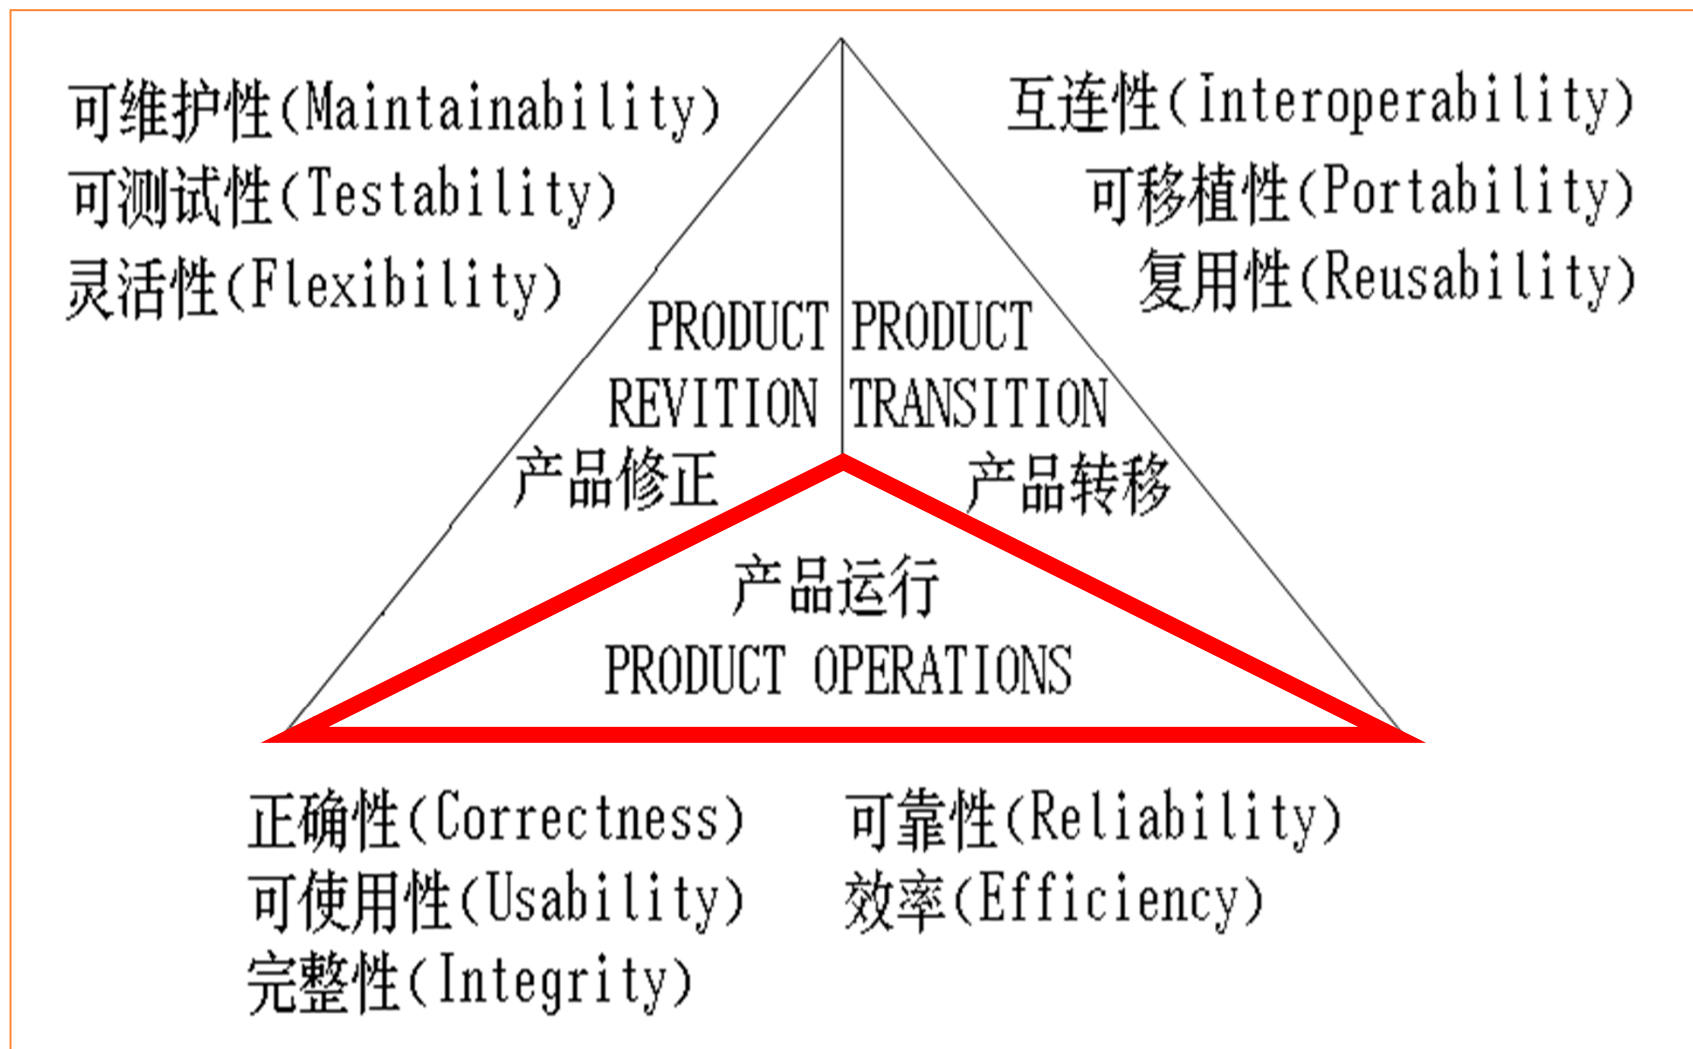 可维护性(Maintainability)
可测试性(Testability)
灵活性(Flexibility)
互连性(Interoperability)
可移植性(Portability)
复用性(Reusability)
PRODUCT
REVITION
产品修正
PRODUCT
TRANSITION
产品转移
产品运行
PRODUCT OPERATIONS
正确性(Correctness)
可使用性(Usability)
完整性(Integrity)
可靠性(Reliability)
效率(Efficiency)